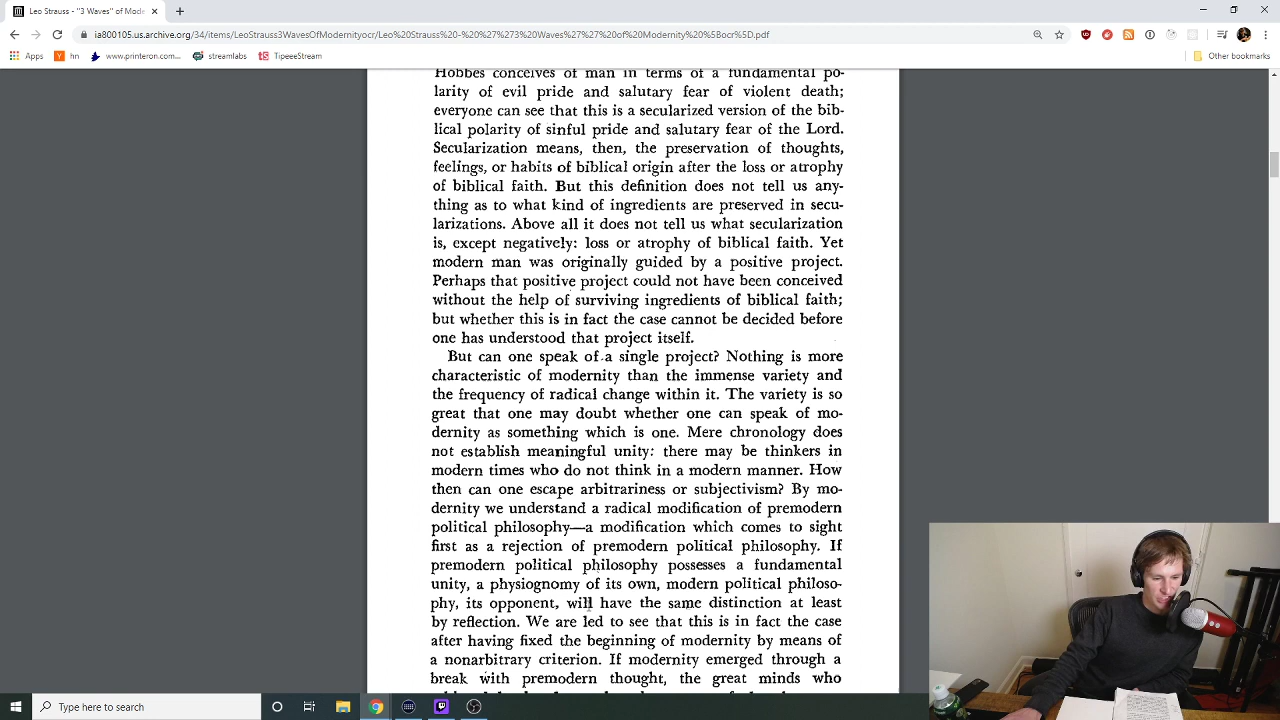 Leo Strauss - "3 Waves" of Mode
ia800105.us.archive.org/34/items/LeoStrauss3WavesOfModernityocr/Leo%20Strauss%20-%20%27%273%20Waves%27%27%20of%20Modernity%20%5Bocr%5D.pdf
Apps hn www.printeron.com... streamlabs TipeeeStream Other bookmarks
Hobbes conceives of man in terms of a fundamental po-
larity of evil pride and salutary fear of violent death;
everyone can see that this is a secularized version of the bib-
lical polarity of sinful pride and salutary fear of the Lord.
Secularization means, then, the preservation of thoughts,
feelings, or habits of biblical origin after the loss or atrophy
of biblical faith. But this definition does not tell us any-
thing as to what kind of ingredients are preserved in secu-
larizations. Above all it does not tell us what secularization
is, except negatively: loss or atrophy of biblical faith. Yet
modern man was originally guided by a positive project.
Perhaps that positive project could not have been conceived
without the help of surviving ingredients of biblical faith;
but whether this is in fact the case cannot be decided before
one has understood that project itself.
But can one speak of a single project? Nothing is more
characteristic of modernity than the immense variety and
the frequency of radical change within it. The variety is so
great that one may doubt whether one can speak of mo-
dernity as something which is one. Mere chronology does
not establish meaningful unity: there may be thinkers in
modern times who do not think in a modern manner. How
then can one escape arbitrariness or subjectivism? By mo-
dernity we understand a radical modification of premodern
political philosophy—a modification which comes to sight
first as a rejection of premodern political philosophy. If
premodern political philosophy possesses a fundamental
unity, a physiognomy of its own, modern political philoso-
phy, its opponent, will have the same distinction at least
by reflection. We are led to see that this is in fact the case
after having fixed the beginning of modernity by means of
a nonarbitrary criterion. If modernity emerged through a
break with premodern thought, the great minds who
Type here to search